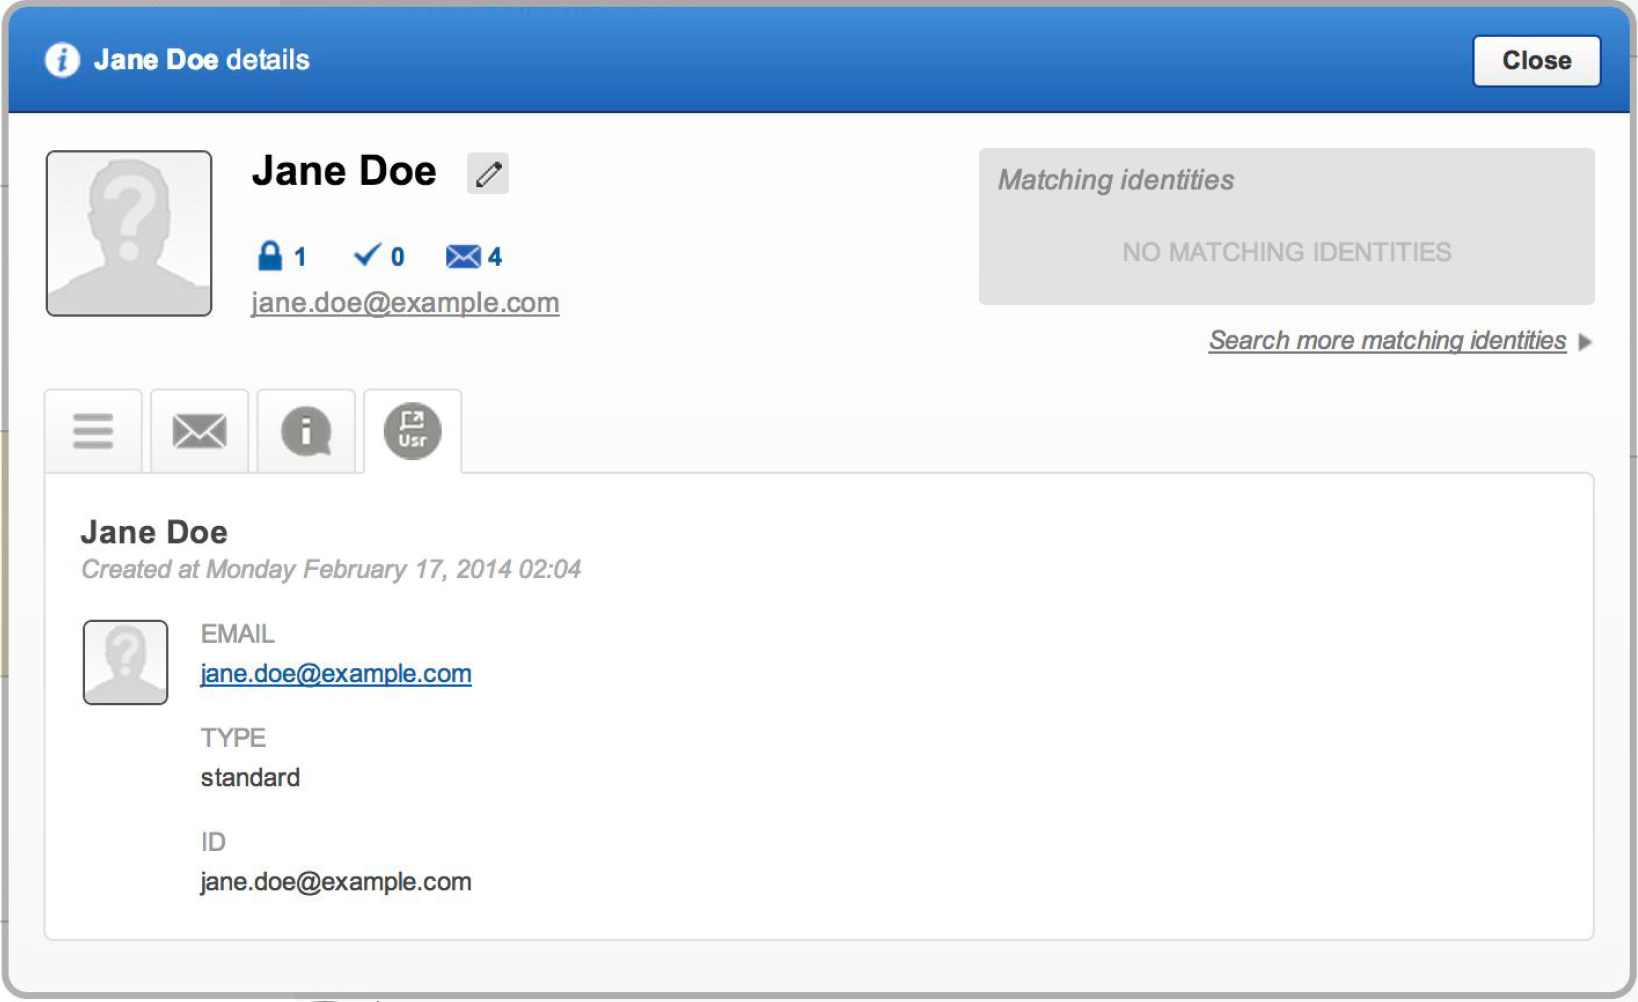 Jane Doe details
Close
Jane Doe
1 0 4
jane.doe@example.com
Matching identities
NO MATCHING IDENTITIES
Search more matching identities
Usr
Jane Doe
Created at Monday February 17, 2014 02:04
EMAIL
jane.doe@example.com
TYPE
standard
ID
jane.doe@example.com